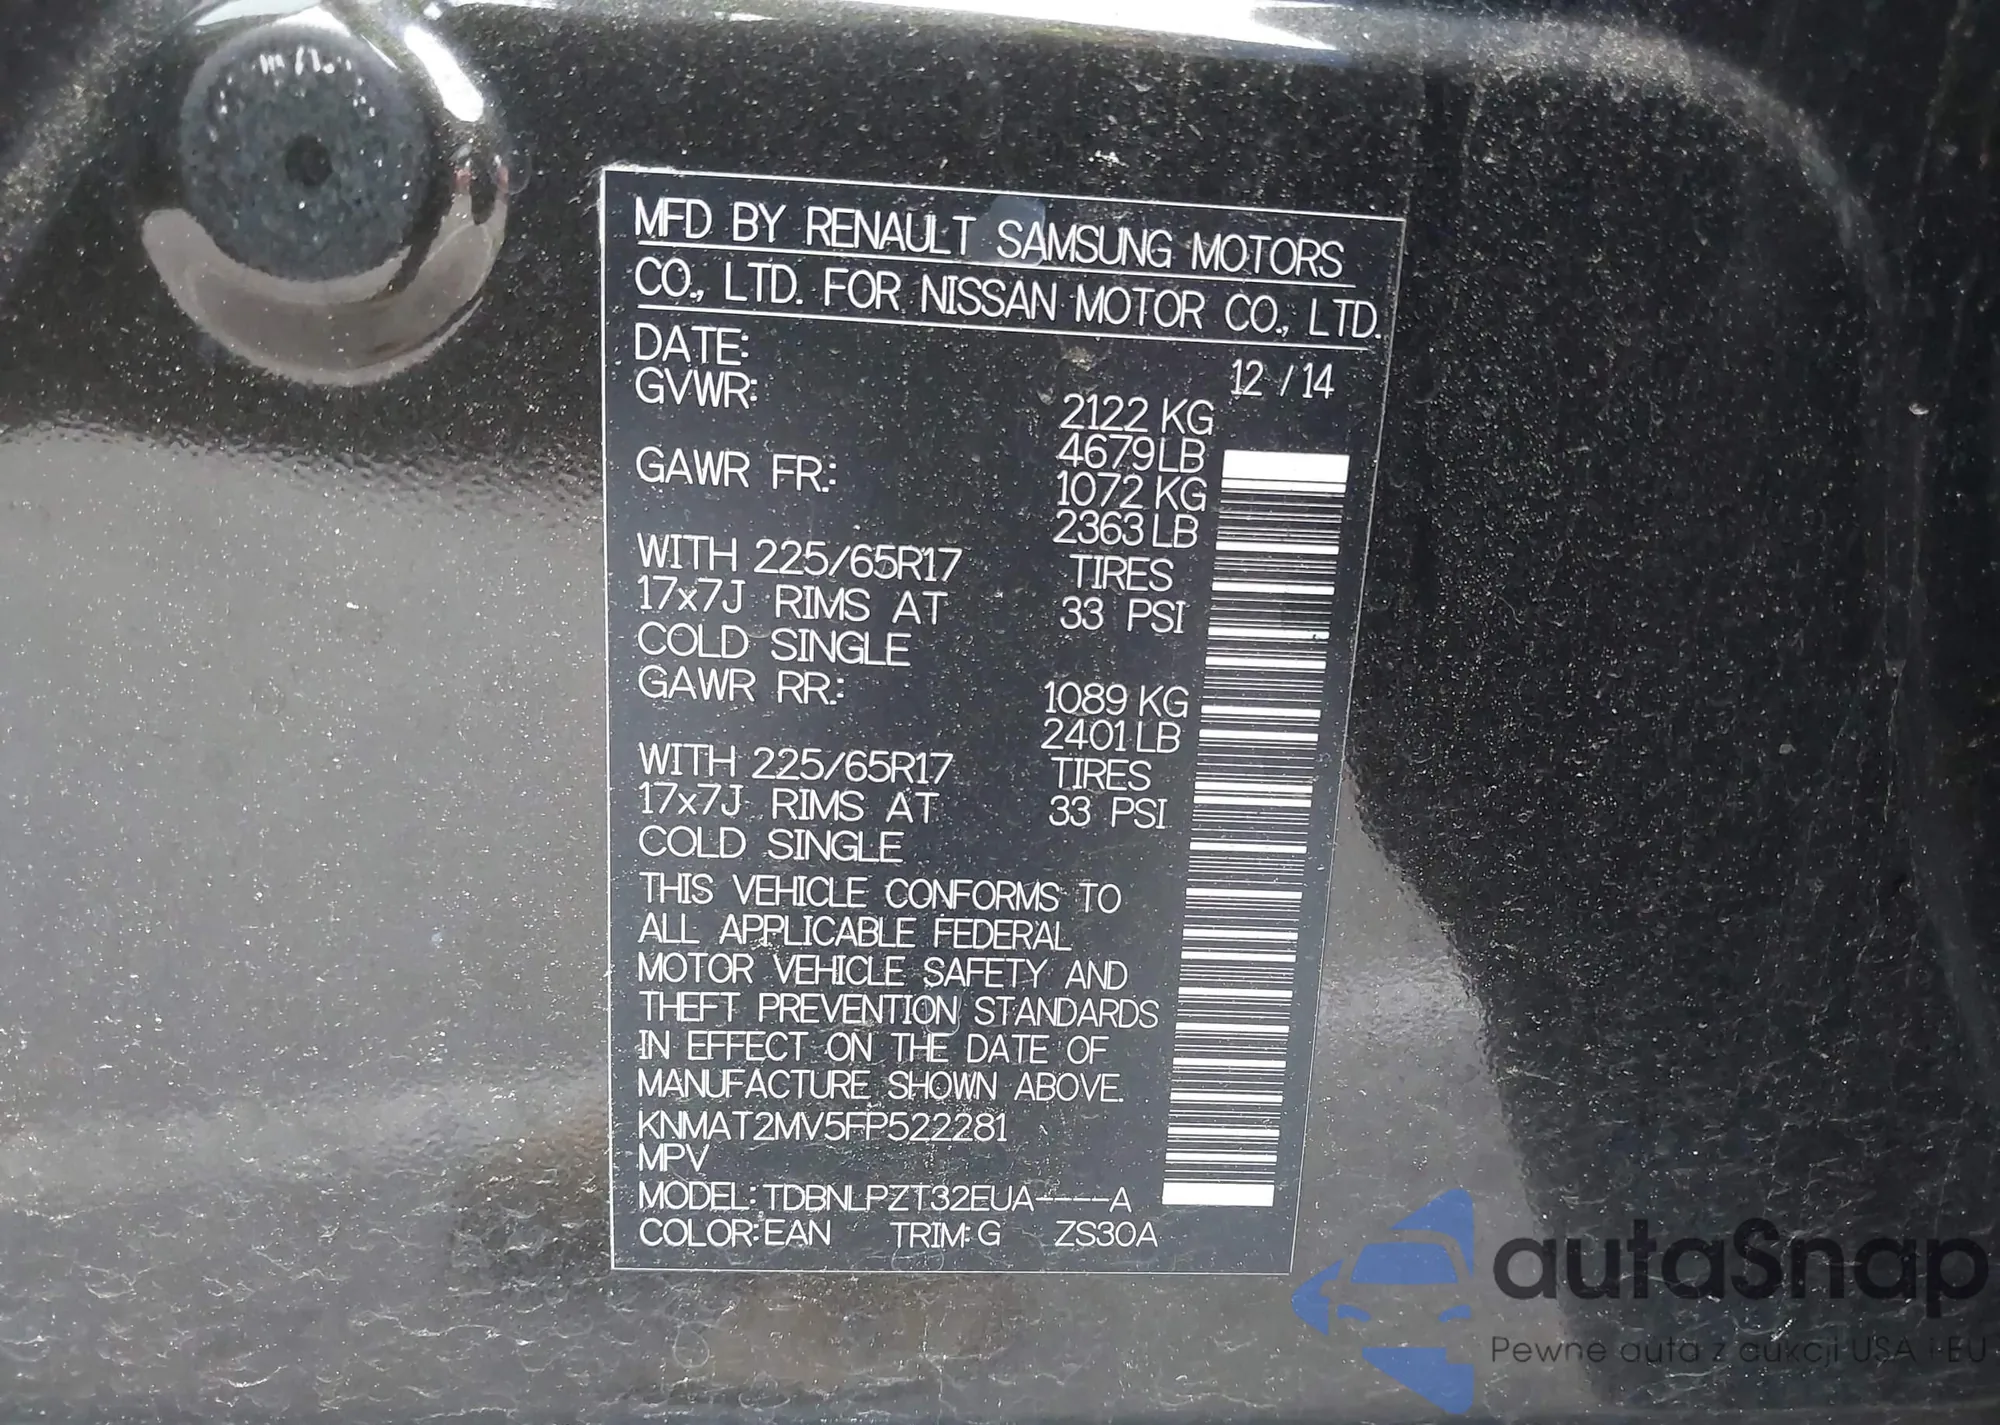 MFD BY RENAULT SAMSUNG MOTORS
CO., LTD. FOR NISSAN MOTOR CO., LTD.
DATE: 12 / 14
GVWR: 2122 KG
4679 LB
GAWR FR: 1072 KG
2363 LB
WITH 225/65R17 TIRES
17x7J RIMS AT 33 PSI
COLD SINGLE
GAWR RR: 1089 KG
2401 LB
WITH 225/65R17 TIRES
17x7J RIMS AT 33 PSI
COLD SINGLE
THIS VEHICLE CONFORMS TO
ALL APPLICABLE FEDERAL
MOTOR VEHICLE SAFETY AND
THEFT PREVENTION STANDARDS
IN EFFECT ON THE DATE OF
MANUFACTURE SHOWN ABOVE.
KNMAT2MV5FP522281
MPV
MODEL: TDBNLPZT32EUA----A
COLOR: EAN TRIM: G ZS30A
autaSnap
Pewne auta z aukcji USA i EU